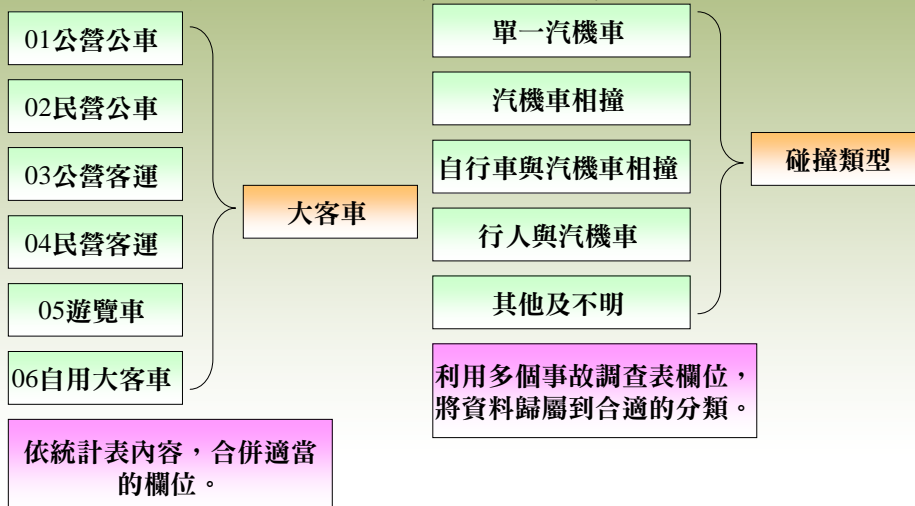 01公營公車
02民營公車
03公營客運
04民營客運
05遊覽車
06自用大客車
大客車
依統計表內容，合併適當
的欄位。
單一汽機車
汽機車相撞
自行車與汽機車相撞
行人與汽機車
其他及不明
碰撞類型
利用多個事故調查表欄位，
將資料歸屬到合適的分類。